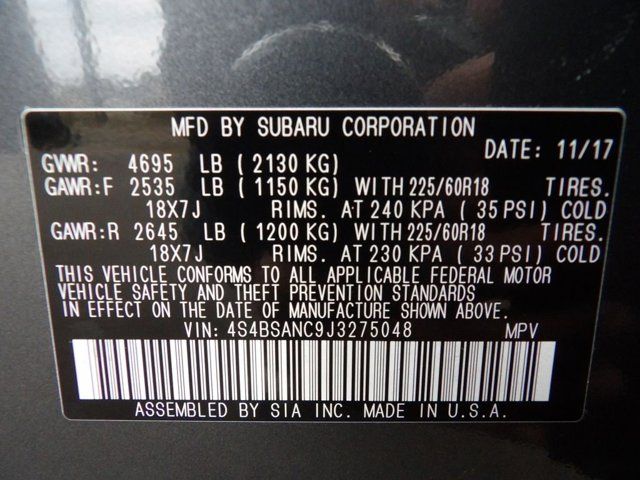 MFD BY SUBARU CORPORATION
DATE: 11/17
GVWR: 4695 LB ( 2130 KG)
GAWR:F 2535 LB ( 1150 KG) WITH 225/60R18 TIRES.
18X7J RIMS. AT 240 KPA ( 35 PSI) COLD
GAWR:R 2645 LB ( 1200 KG) WITH 225/60R18 TIRES.
18X7J RIMS. AT 230 KPA ( 33 PSI) COLD
THIS VEHICLE CONFORMS TO ALL APPLICABLE FEDERAL MOTOR
VEHICLE SAFETY AND THEFT PREVENTION STANDARDS
IN EFFECT ON THE DATE OF MANUFACTURE SHOWN ABOVE.
VIN: 4S4BSANC9J3275048 MPV
ASSEMBLED BY SIA INC. MADE IN U.S.A.